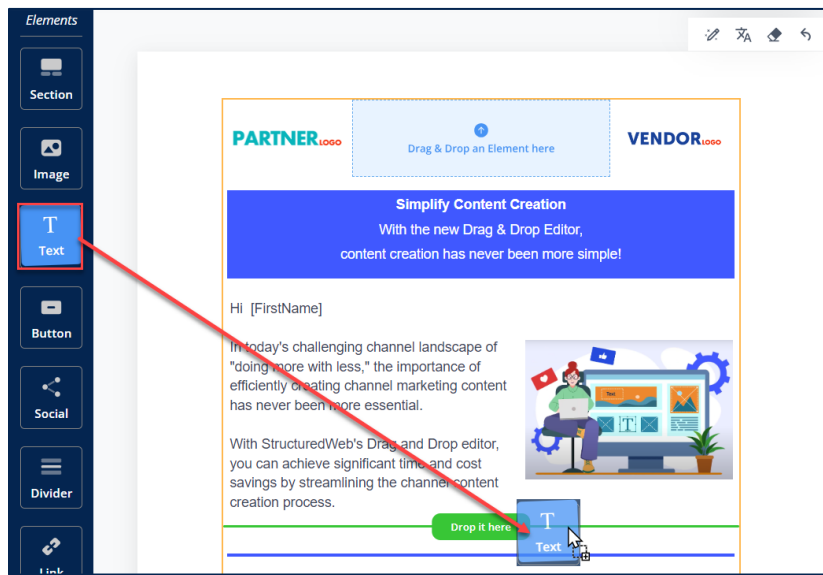 Elements
Section
Image
T
Text
Button
Social
Divider
Link
PARTNER LOGO
Drag & Drop an Element here
VENDOR LOGO
Simplify Content Creation
With the new Drag & Drop Editor,
content creation has never been more simple!
Hi [FirstName]
In today's challenging channel landscape of
"doing more with less," the importance of
efficiently creating channel marketing content
has never been more essential.
Text
T
With StructuredWeb's Drag and Drop editor,
you can achieve significant time and cost
savings by streamlining the channel content
creation process.
Drop it here
T
Text